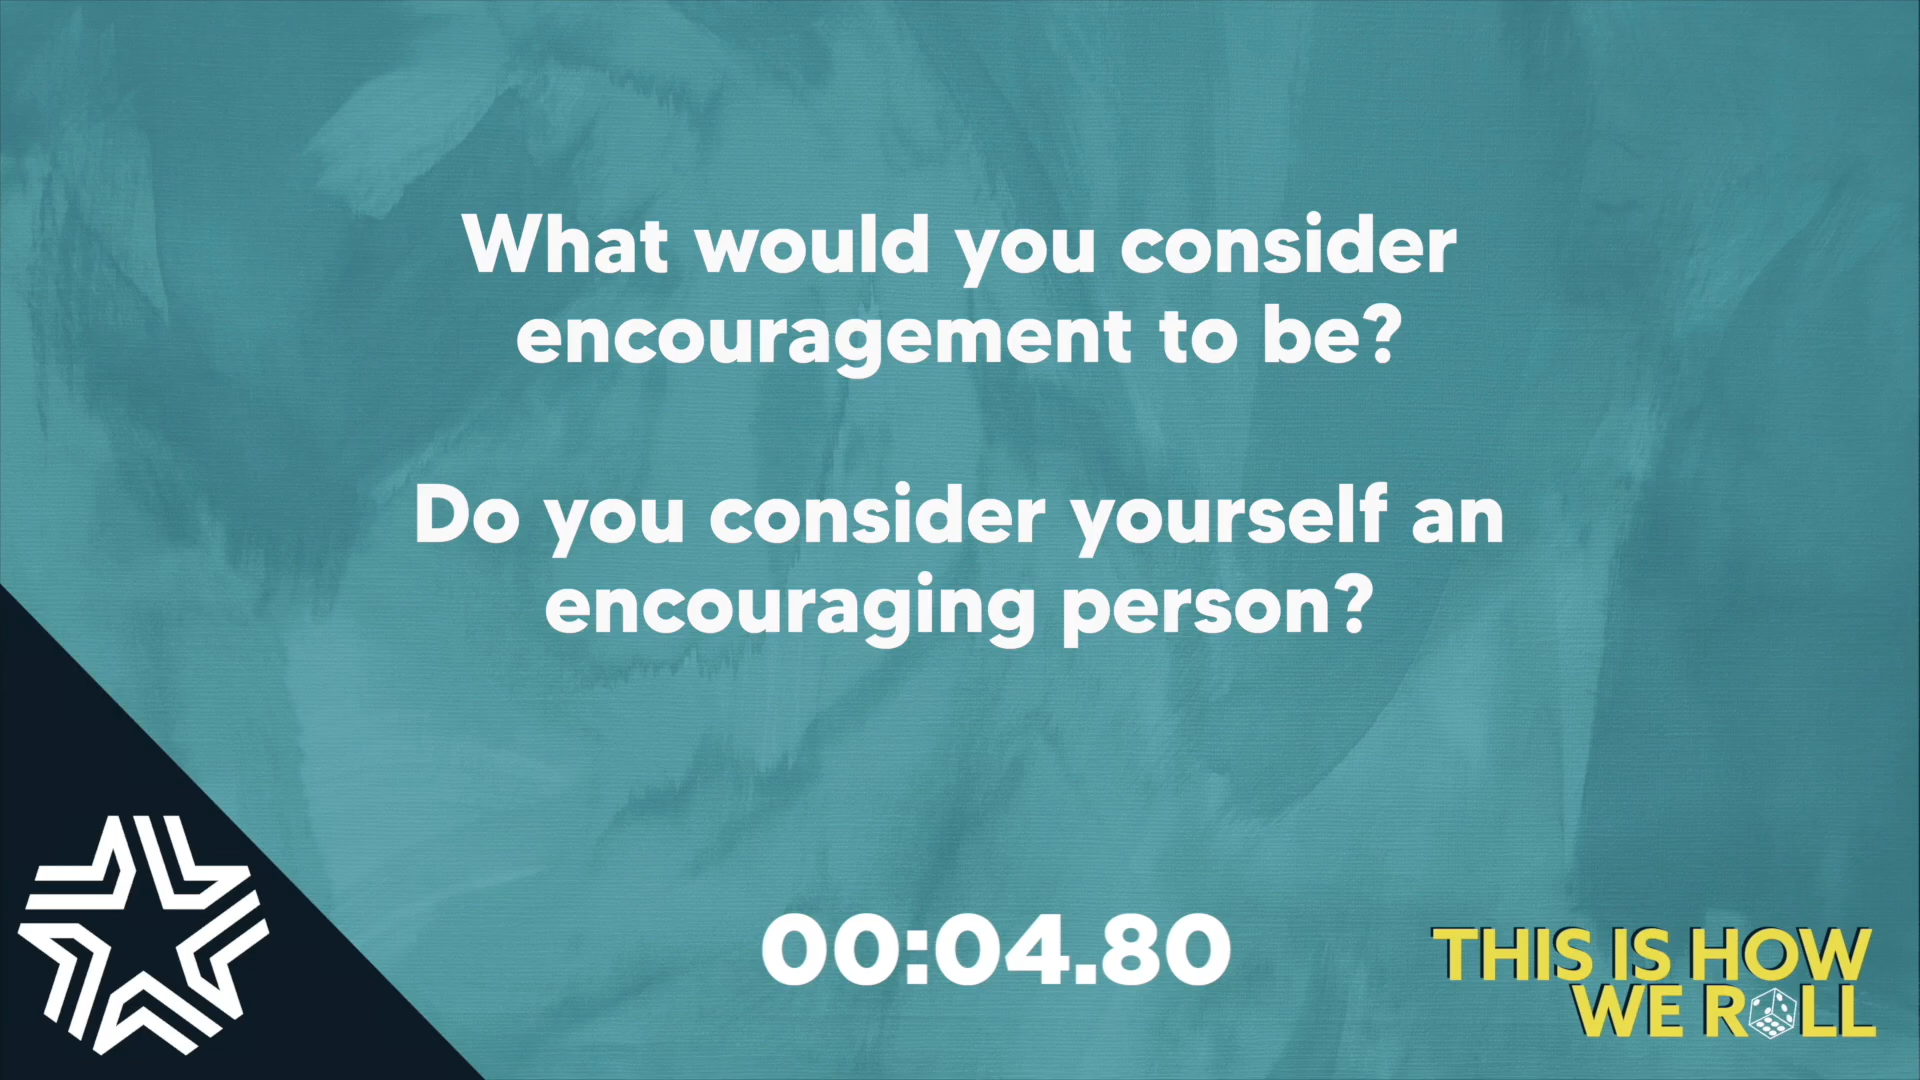 What would you consider
encouragement to be?
Do you consider yourself an
encouraging person?
00:04.80
THIS IS HOW
WE ROLL